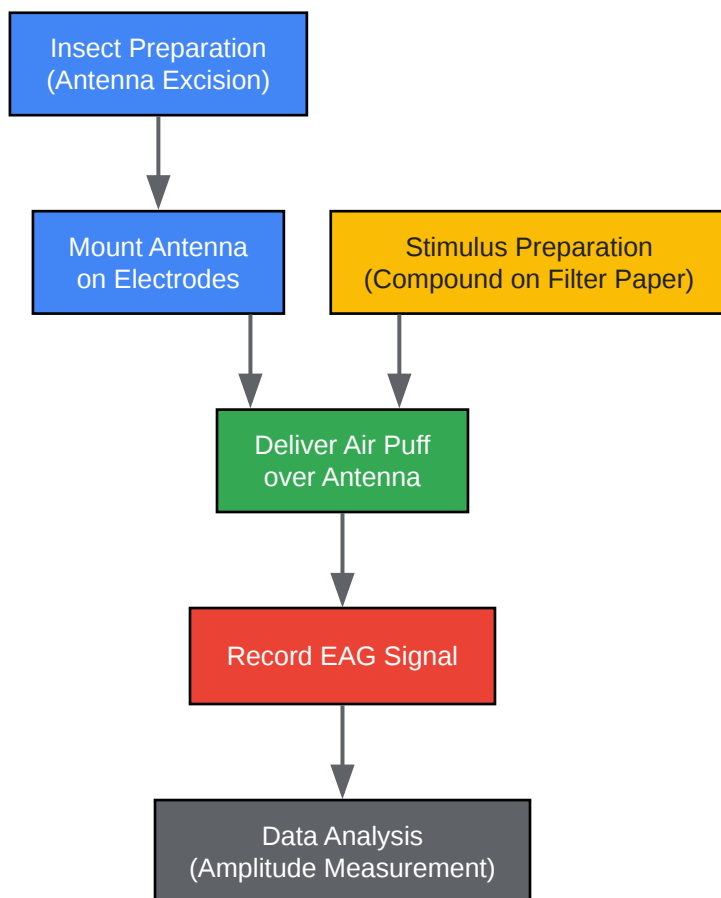 Insect Preparation
(Antenna Excision)
Mount Antenna
on Electrodes
Stimulus Preparation
(Compound on Filter Paper)
Deliver Air Puff
over Antenna
Record EAG Signal
Data Analysis
(Amplitude Measurement)